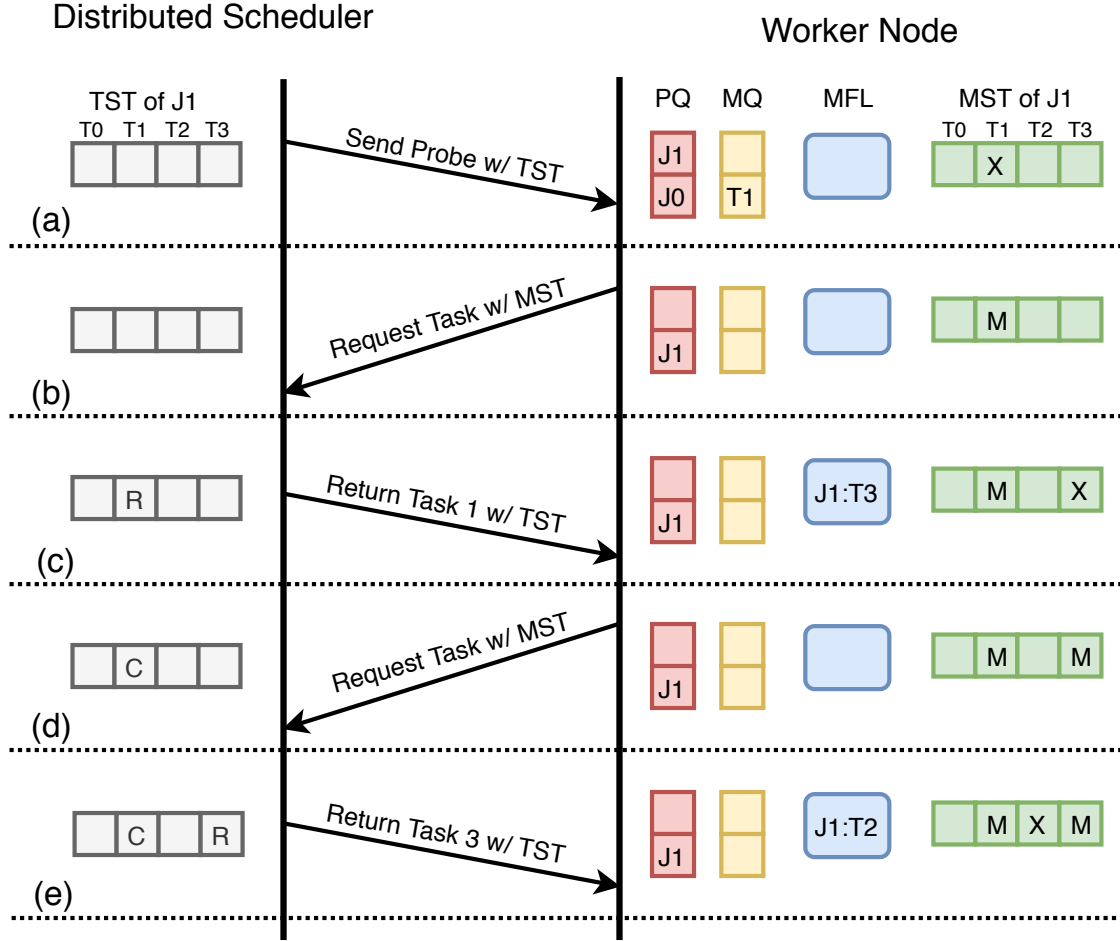 Distributed Scheduler
Worker Node
TST of J1
T0 T1 T2 T3
Send Probe w/ TST
PQ MQ MFL MST of J1
T0 T1 T2 T3
J1
X
J0 T1
(a)
Request Task w/ MST
M
J1
(b)
R
Return Task 1 w/ TST
J1:T3
M X
J1
(c)
C
Request Task w/ MST
M M
J1
(d)
C R
Return Task 3 w/ TST
J1:T2
M X M
J1
(e)